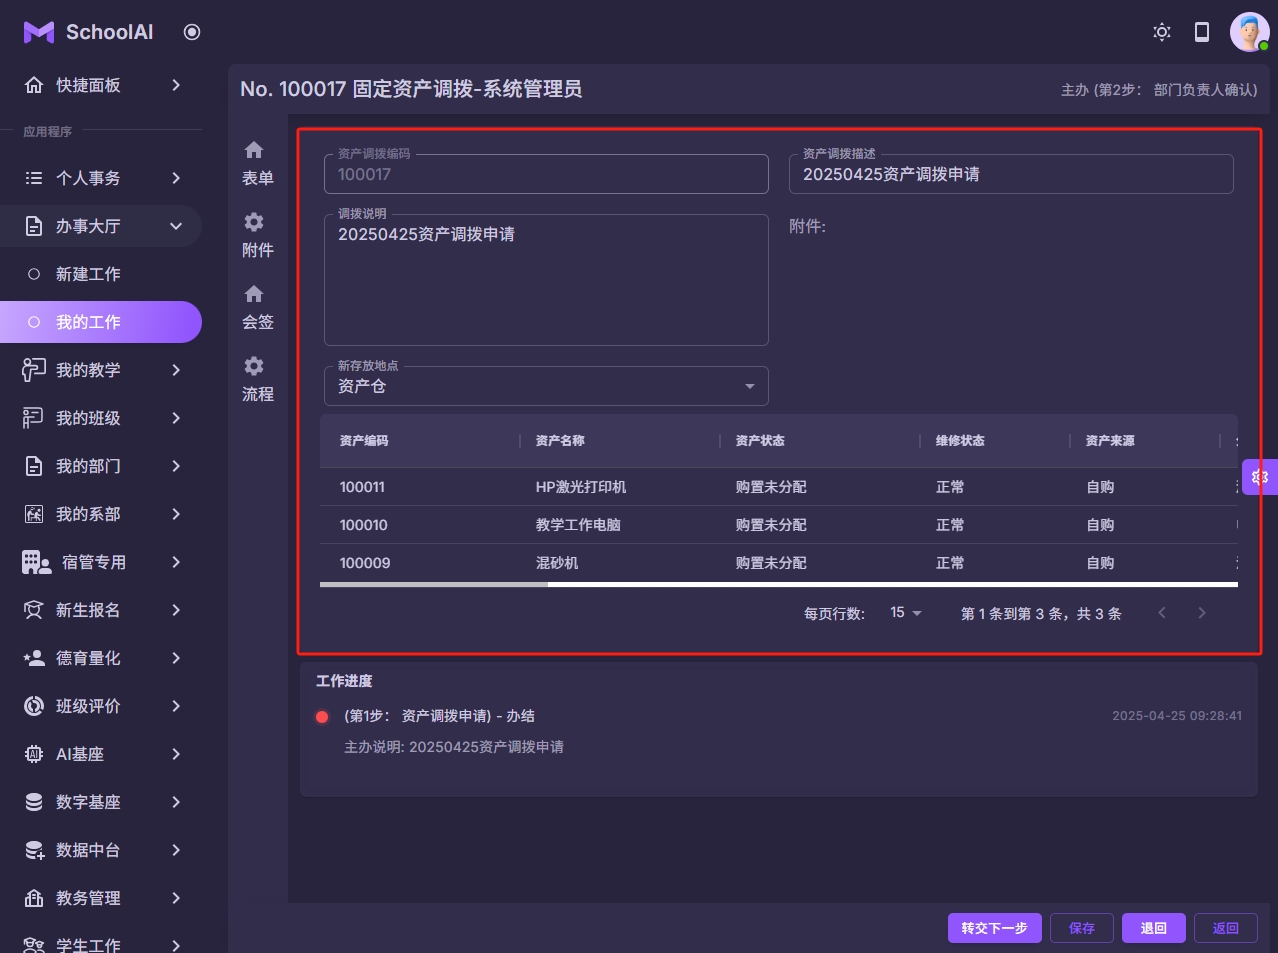 SchoolAI
快捷面板
应用程序
个人事务
办事大厅
新建工作
我的工作
我的教学
我的班级
我的部门
我的系部
宿管专用
新生报名
德育量化
班级评价
AI基座
数字基座
数据中台
教务管理
学生工作
No. 100017 固定资产调拨-系统管理员
主办 (第2步： 部门负责人确认)
表单
附件
会签
流程
资产调拨编码
100017
资产调拨描述
20250425资产调拨申请
调拨说明
20250425资产调拨申请
附件:
新存放地点
资产仓
资产编码 资产名称 资产状态 维修状态 资产来源
100011 HP激光打印机 购置未分配 正常 自购
100010 教学工作电脑 购置未分配 正常 自购
100009 混砂机 购置未分配 正常 自购
每页行数: 15 第 1 条到第 3 条，共 3 条
工作进度
(第1步： 资产调拨申请) - 办结
2025-04-25 09:28:41
主办说明: 20250425资产调拨申请
转交下一步 保存 退回 返回